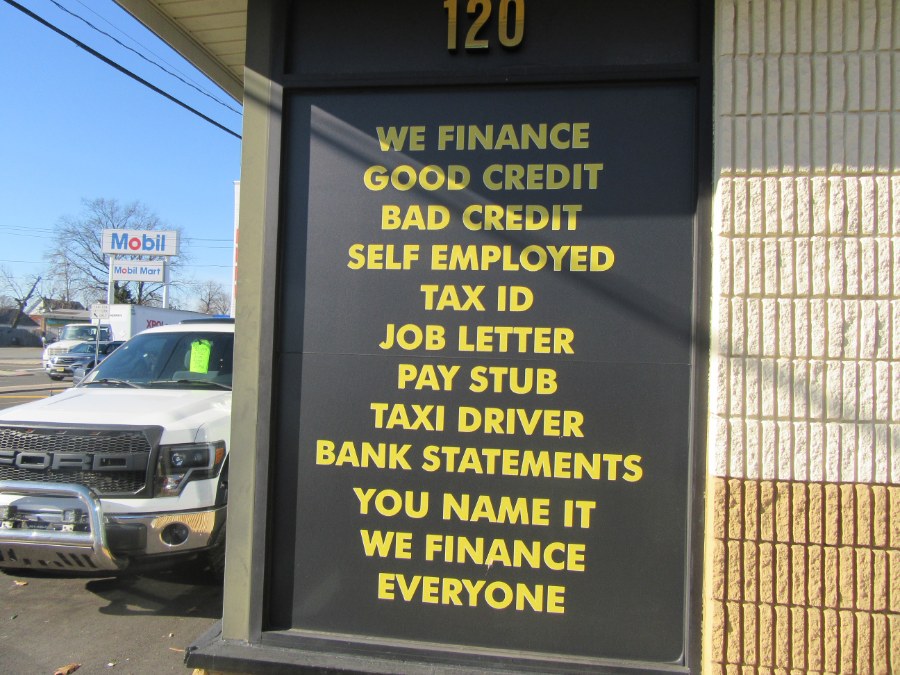 120
WE FINANCE
GOOD CREDIT
BAD CREDIT
SELF EMPLOYED
TAX ID
JOB LETTER
PAY STUB
TAXI DRIVER
BANK STATEMENTS
YOU NAME IT
WE FINANCE
EVERYONE
Mobil
Mobil Mart
FORD